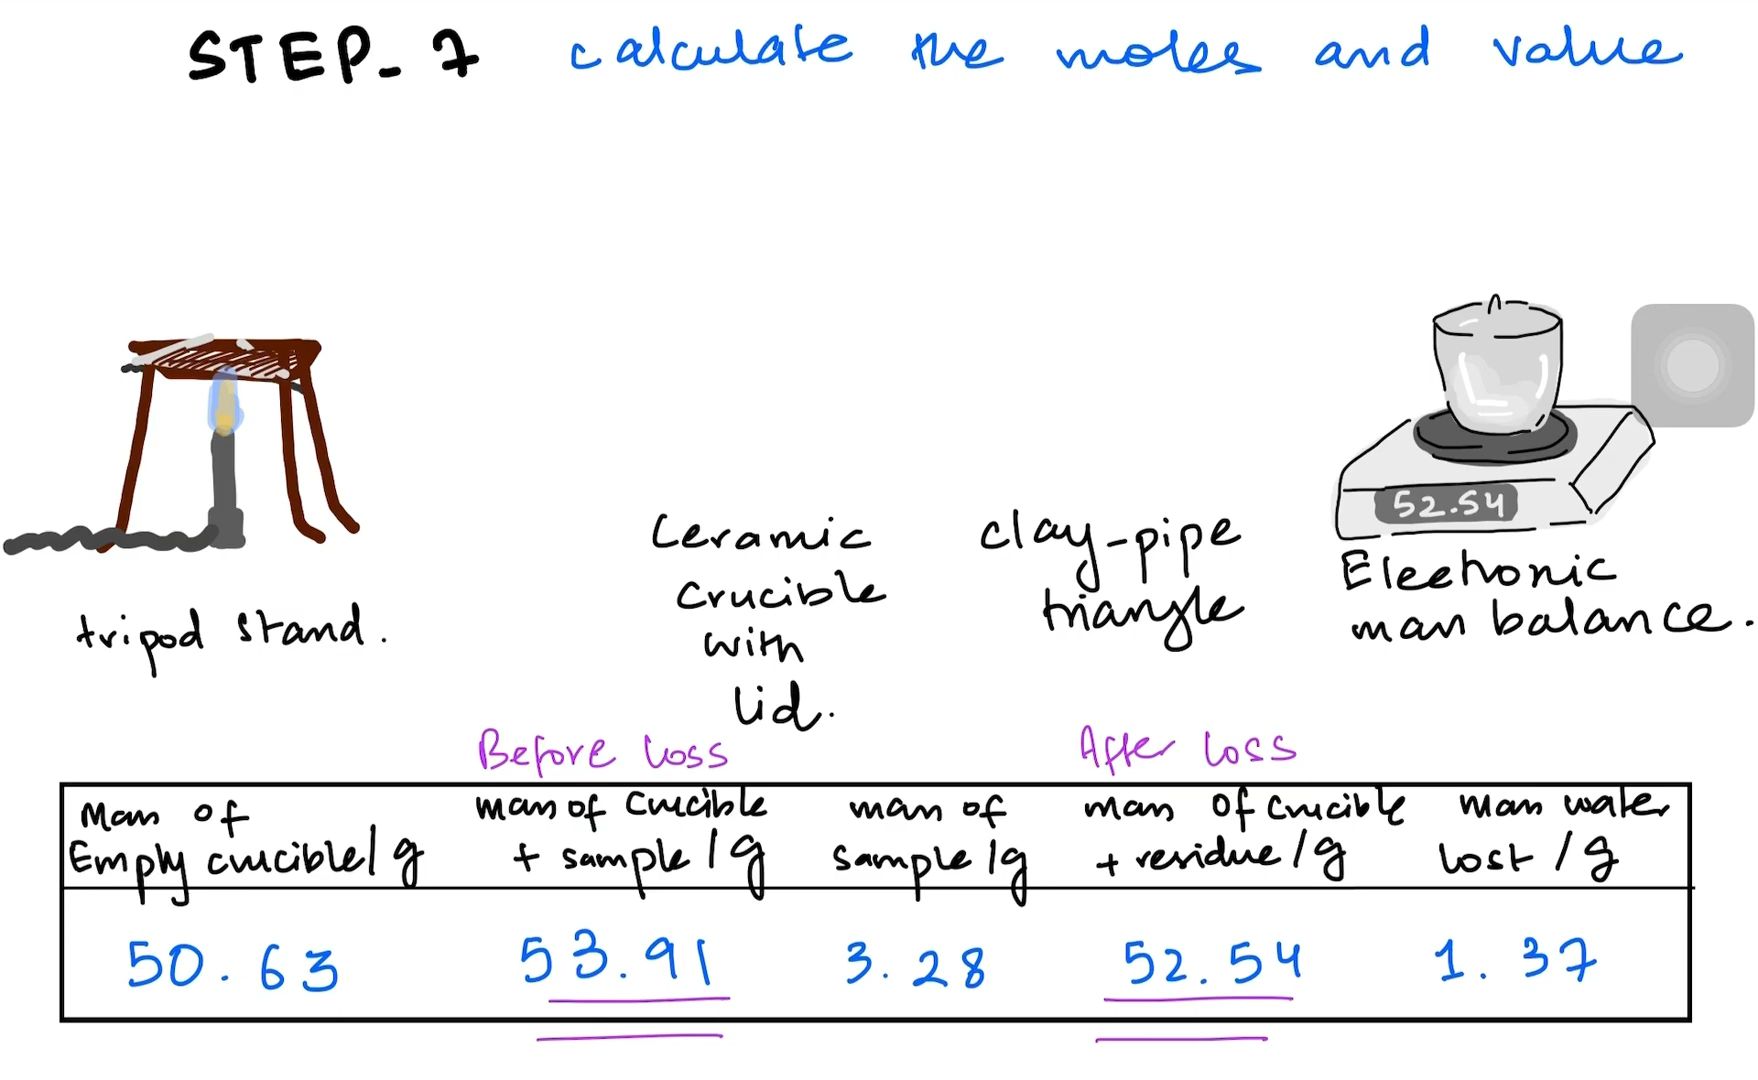 STEP-7 calculate the moles and value
52.54
tripod stand.
Ceramic
crucible
with
lid.
clay-pipe
triangle
Electronic
mass balance.
Before loss
After loss
Mass of
Empty crucible/g
mass of crucible
+ sample/g
mass of
sample/g
mass of crucible
+ residue/g
mass water
lost/g
50.63
53.91
3.28
52.54
1.37